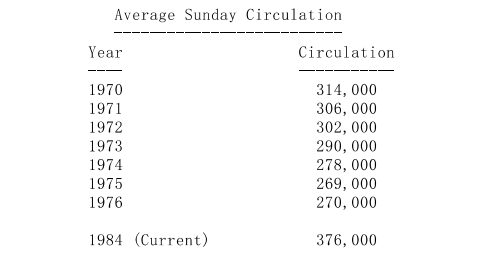 Average Sunday Circulation
Year Circulation
1970 314,000
1971 306,000
1972 302,000
1973 290,000
1974 278,000
1975 269,000
1976 270,000
1984 (Current) 376,000